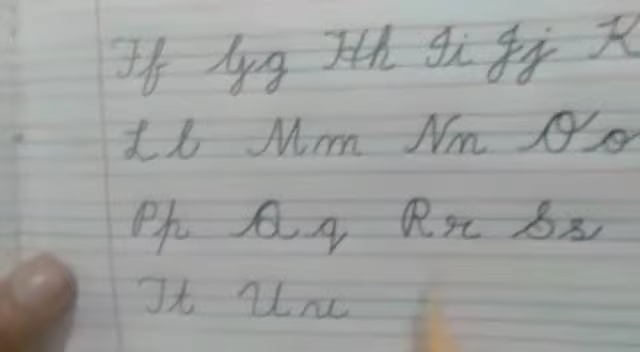 Ff Gg Hh Ii Jj K
Ll Mm Nn Oo
Pp Qq Rr Ss
Tt Uu